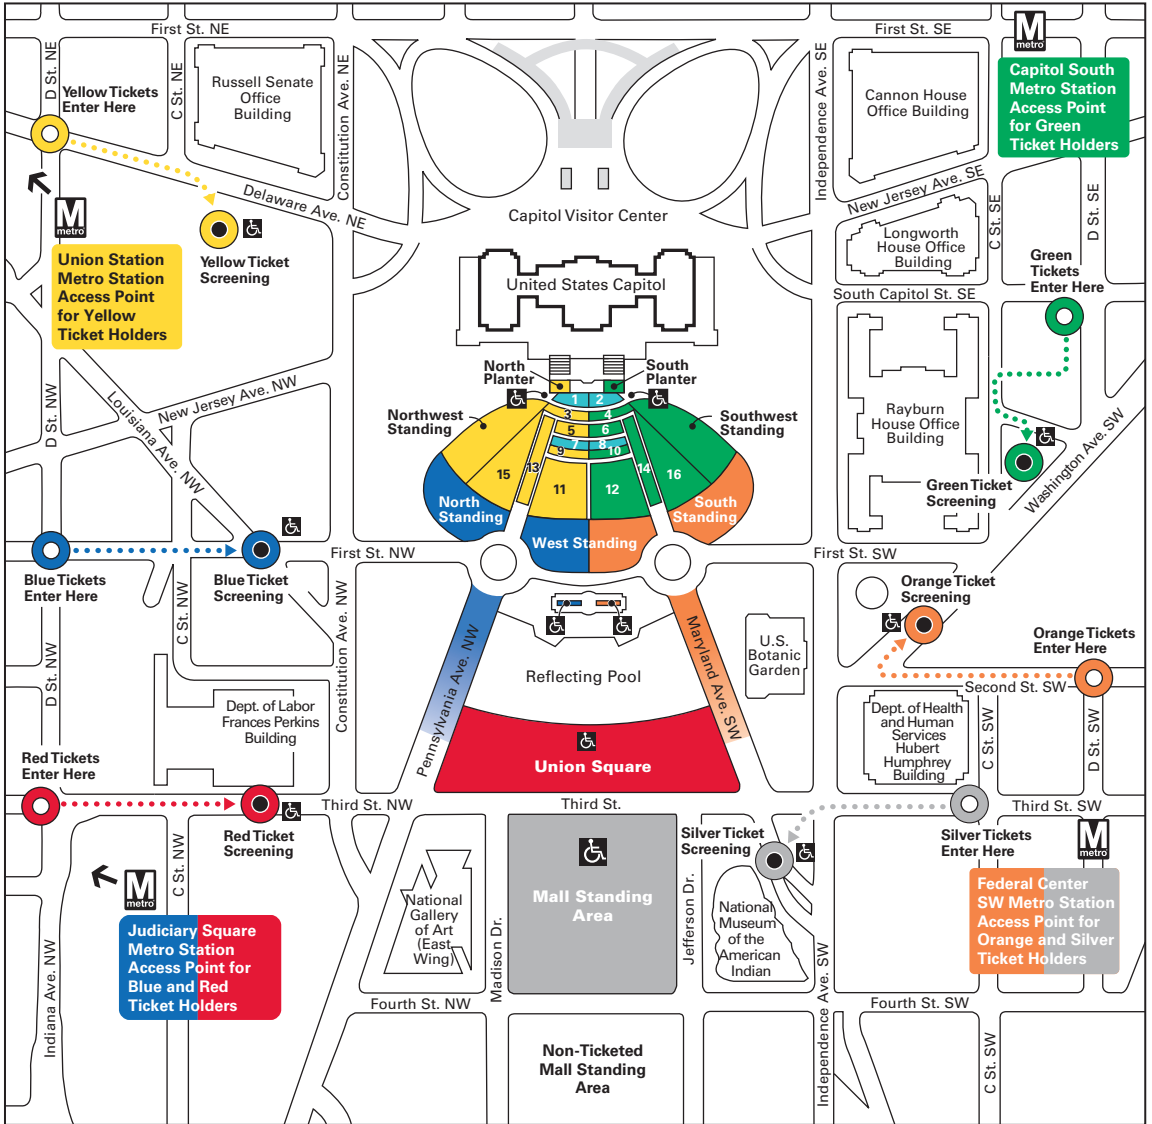 First St. NE
First St. SE
D St. NE
C St. NE
Constitution Ave. NE
Independence Ave. SE
M
metro
Yellow Tickets
Enter Here
Russell Senate
Office
Building
Cannon House
Office Building
Capitol South
Metro Station
Access Point
for Green
Ticket Holders
Delaware Ave. NE
New Jersey Ave. SE
C St. SE
D St. SE
M
metro
Capitol Visitor Center
Longworth
House Office
Building
Yellow Ticket
Screening
Union Station
Metro Station
Access Point
for Yellow
Ticket Holders
United States Capitol
South Capitol St. SE
Green
Tickets
Enter Here
North
Planter
South
Planter
D St. NW
Louisiana Ave. NW
New Jersey Ave. NW
Northwest
Standing
Southwest
Standing
1
2
3
4
5
6
7
8
9
10
11
12
13
14
15
16
Rayburn
House Office
Building
Washington Ave. SW
Green Ticket
Screening
North
Standing
South
Standing
West Standing
First St. NW
First St. SW
Blue Tickets
Enter Here
Blue Ticket
Screening
Orange Ticket
Screening
Orange Tickets
Enter Here
C St. NW
D St. NW
Constitution Ave. NW
Pennsylvania Ave. NW
Maryland Ave. SW
U.S.
Botanic
Garden
Reflecting Pool
Second St. SW
Dept. of Labor
Frances Perkins
Building
Dept. of Health
and Human
Services
Hubert
Humphrey
Building
C St. SW
D St. SW
Red Tickets
Enter Here
Union Square
Third St. NW
Third St.
Third St. SW
Red Ticket
Screening
Silver Ticket
Screening
Silver Tickets
Enter Here
M
metro
C St. NW
M
metro
Mall Standing
Area
National
Gallery
of Art
(East
Wing)
Madison Dr.
Jefferson Dr.
National
Museum
of the
American
Indian
Federal Center
SW Metro Station
Access Point for
Orange and Silver
Ticket Holders
Judiciary Square
Metro Station
Access Point for
Blue and Red
Ticket Holders
Indiana Ave. NW
Independence Ave. SW
Fourth St. NW
Fourth St. SW
C St. SW
Non-Ticketed
Mall Standing
Area